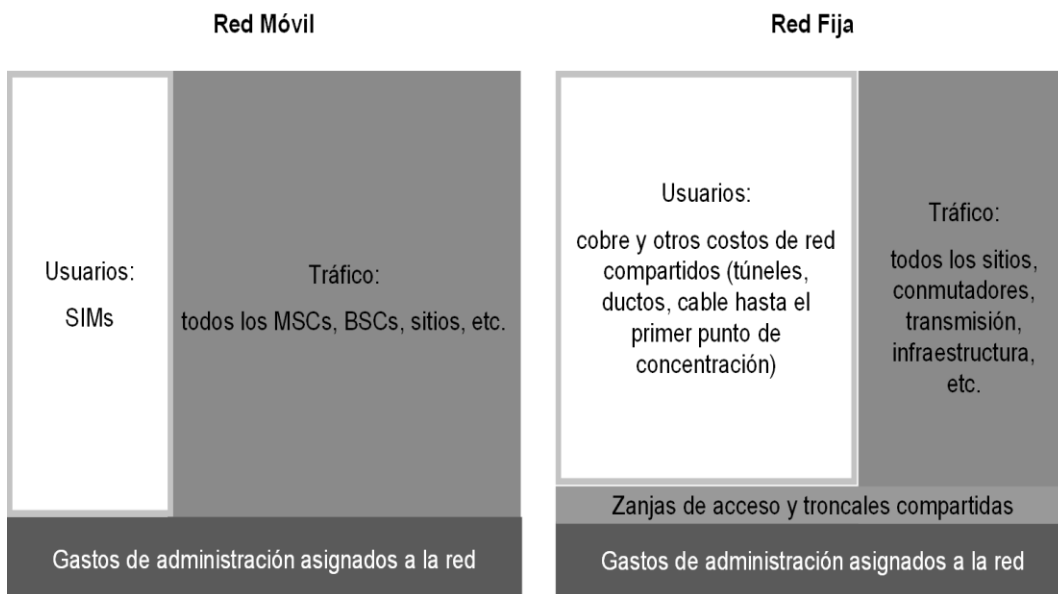 Red Móvil
Usuarios:
SIMs
Tráfico:
todos los MSCs, BSCs, sitios, etc.
Gastos de administración asignados a la red
Red Fija
Usuarios:
cobre y otros costos de red
compartidos (túneles,
ductos, cable hasta el
primer punto de
concentración)
Tráfico:
todos los sitios,
conmutadores,
transmisión,
infraestructura,
etc.
Zanjas de acceso y troncales compartidas
Gastos de administración asignados a la red